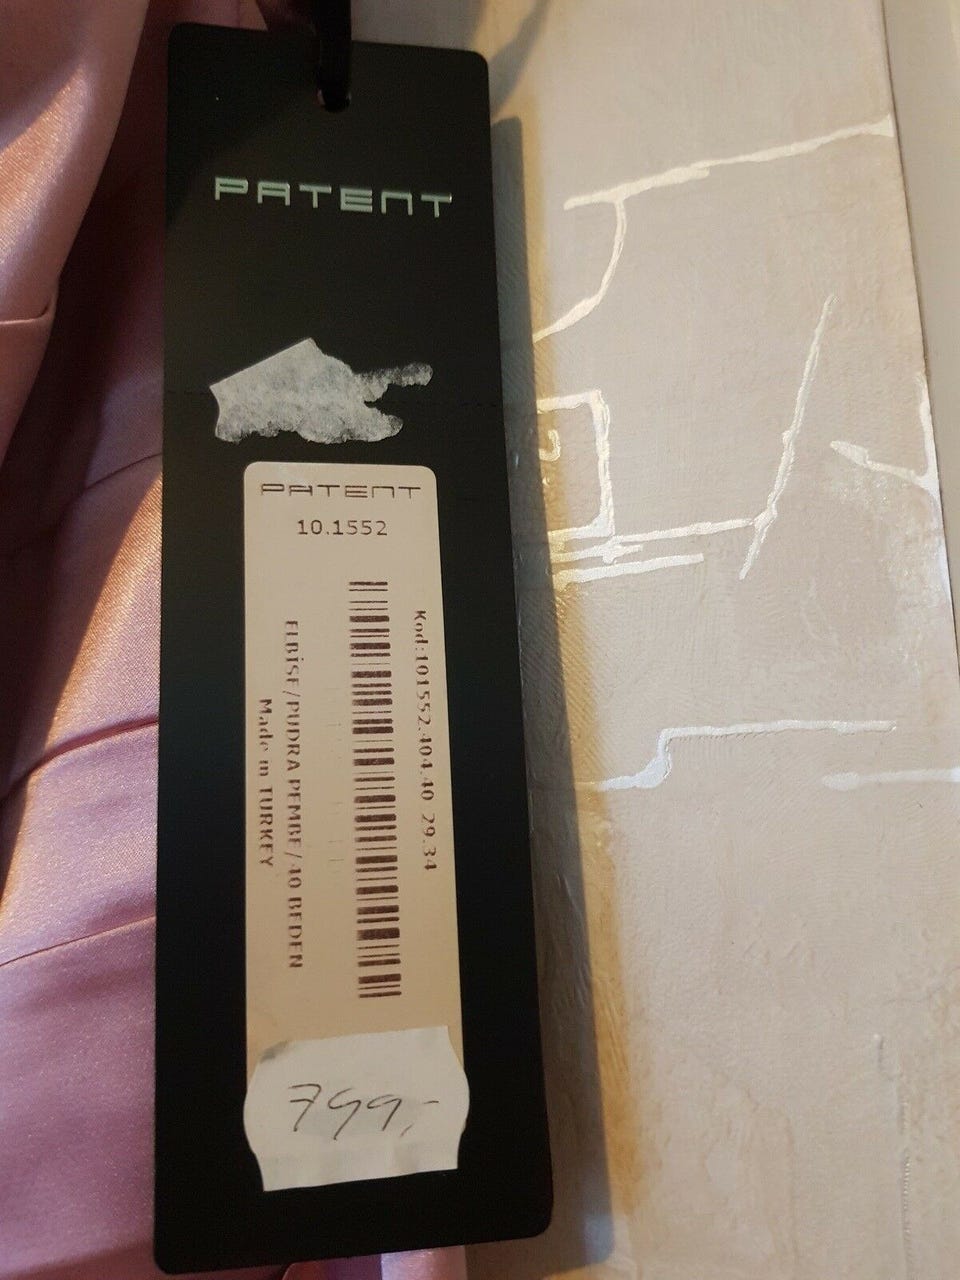 PATENT
PATENT
10.1552
Kod:101552.404.40 29.34
ELBİSE/PUDRA PEMBE/40 BEDEN
Made in TURKEY
799,-